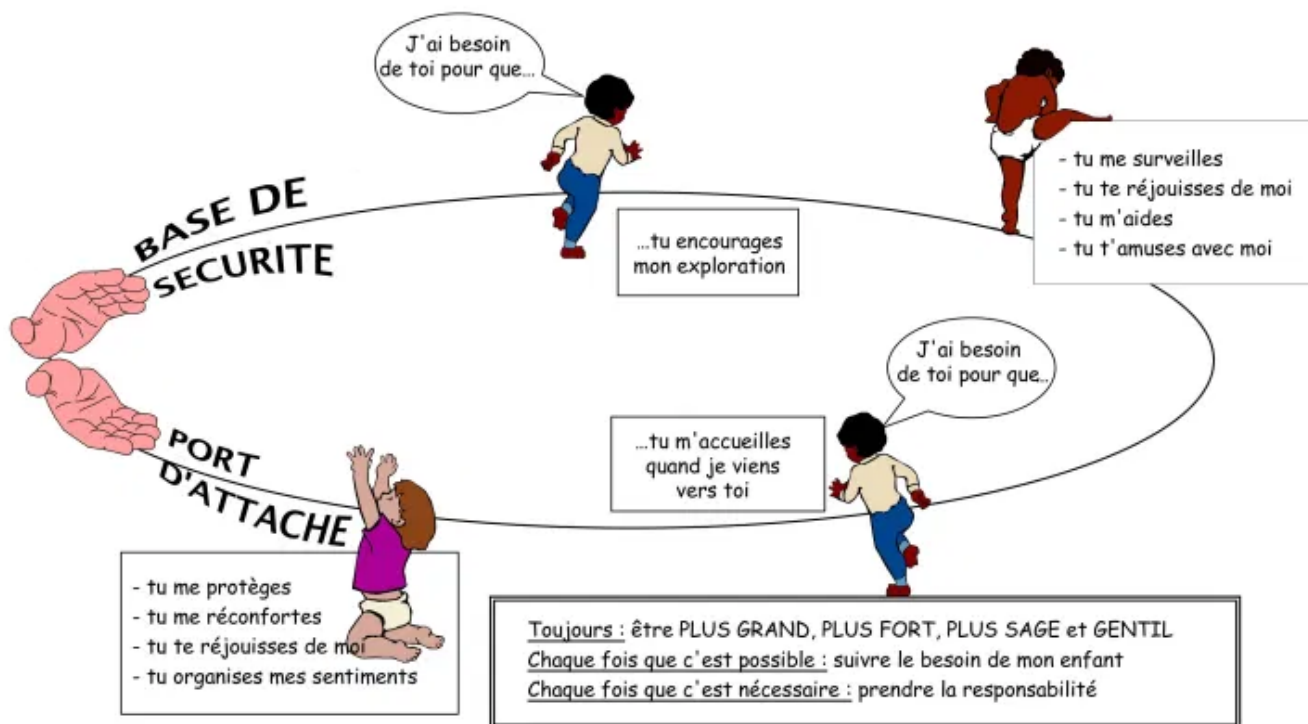 J'ai besoin
de toi pour que...
BASE DE
SECURITE
...tu encourages
mon exploration
- tu me surveilles
- tu te réjouisses de moi
- tu m'aides
- tu t'amuses avec moi
J'ai besoin
de toi pour que..
...tu m'accueilles
quand je viens
vers toi
PORT
D'ATTACHE
- tu me protèges
- tu me réconfortes
- tu te réjouisses de moi
- tu organises mes sentiments
Toujours : être PLUS GRAND, PLUS FORT, PLUS SAGE et GENTIL
Chaque fois que c'est possible : suivre le besoin de mon enfant
Chaque fois que c'est nécessaire : prendre la responsabilité